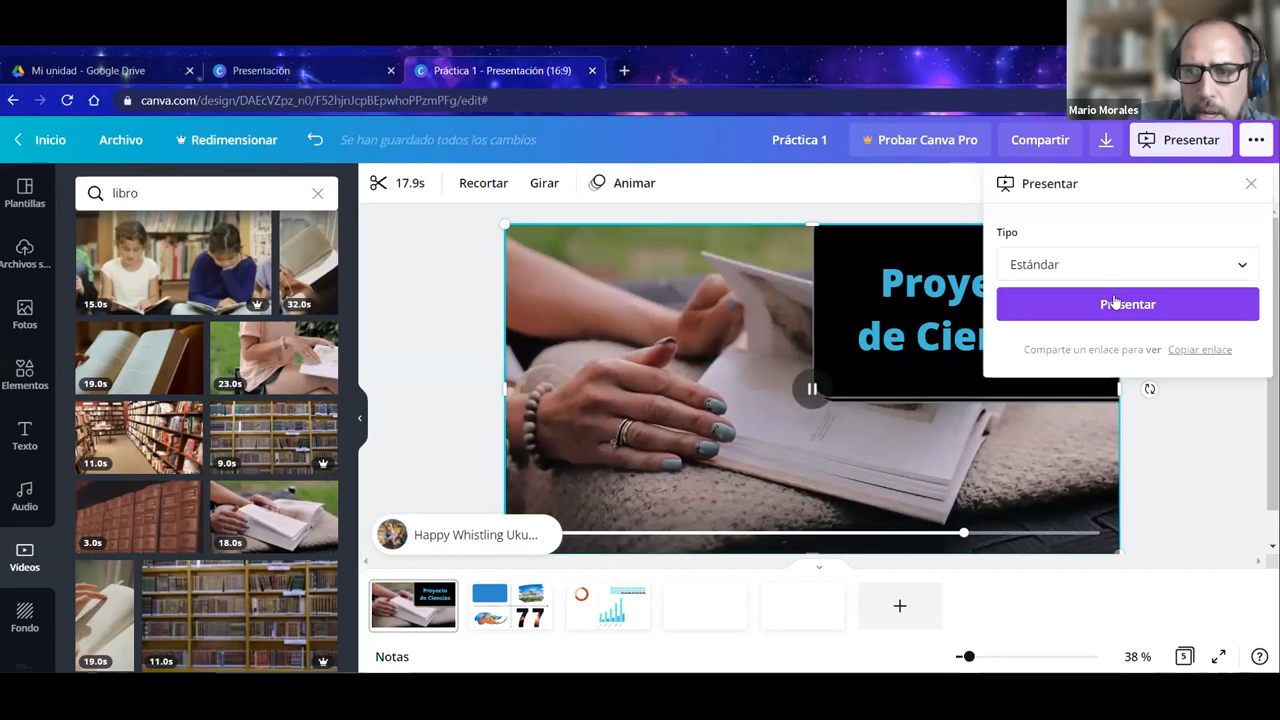 Mi unidad - Google Drive
Presentación
Práctica 1 - Presentación (16:9)
canva.com/design/DAEcVZpz_n0/F52hjnJcpBEpwhoPPzmPFg/edit#
Mario Morales
Inicio
Archivo
Redimensionar
Se han guardado todos los cambios
Práctica 1
Probar Canva Pro
Compartir
Presentar
Plantillas
Archivos s...
Fotos
Elementos
Texto
Audio
Vídeos
Fondo
libro
15.0s
32.0s
19.0s
23.0s
11.0s
9.0s
3.0s
18.0s
19.0s
11.0s
17.9s
Recortar
Girar
Animar
Presentar
Tipo
Estándar
Presentar
Comparte un enlace para ver Copiar enlace
Proye
de Cien
Happy Whistling Uku...
Proyecto
de Ciencias
77
Notas
38 %
5